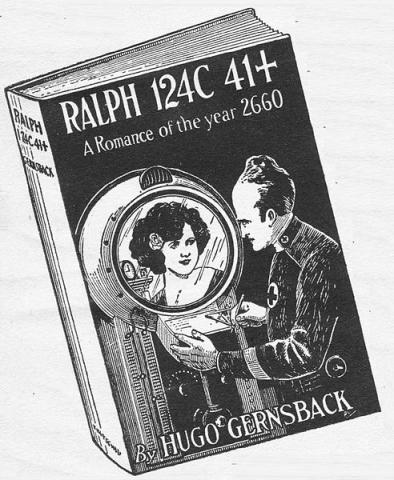 RALPH 124C 41+
A Romance of the year 2660
By HUGO GERNSBACK
RALPH
124C 41+
GERNSBACK